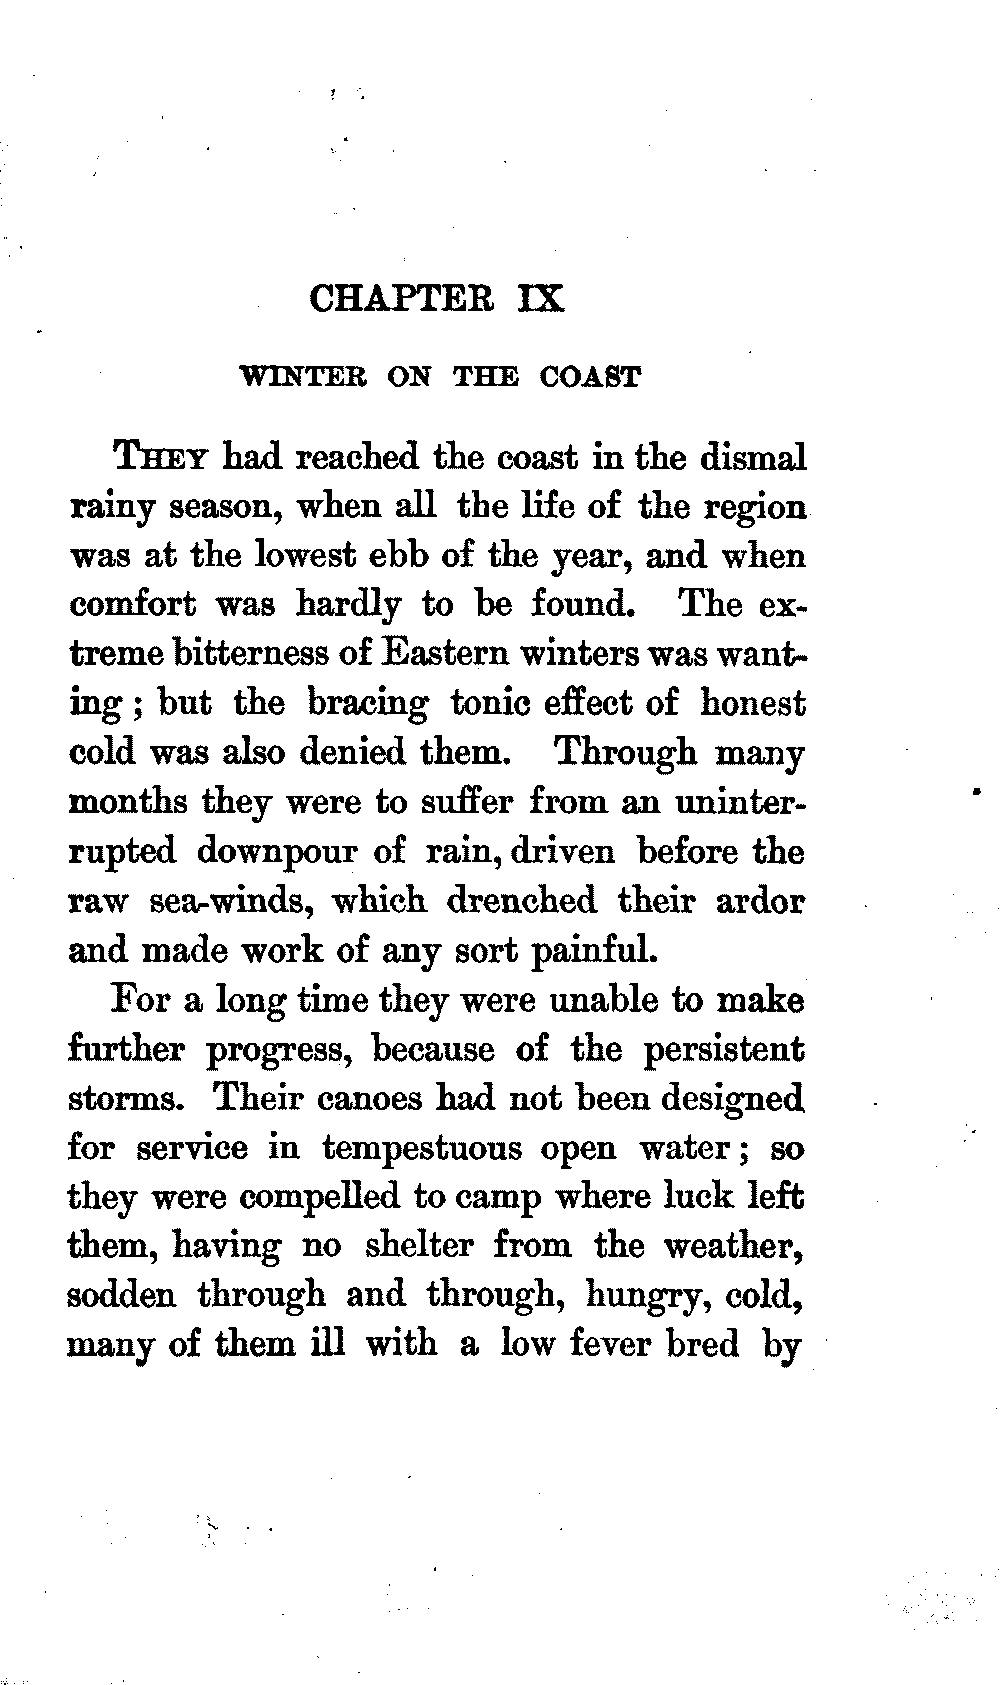 CHAPTER IX
WINTER ON THE COAST
THEY had reached the coast in the dismal
rainy season, when all the life of the region
was at the lowest ebb of the year, and when
comfort was hardly to be found. The ex-
treme bitterness of Eastern winters was want-
ing ; but the bracing tonic effect of honest
cold was also denied them. Through many
months they were to suffer from an uninter-
rupted downpour of rain, driven before the
raw sea-winds, which drenched their ardor
and made work of any sort painful.
For a long time they were unable to make
further progress, because of the persistent
storms. Their canoes had not been designed
for service in tempestuous open water ; so
they were compelled to camp where luck left
them, having no shelter from the weather,
sodden through and through, hungry, cold,
many of them ill with a low fever bred by